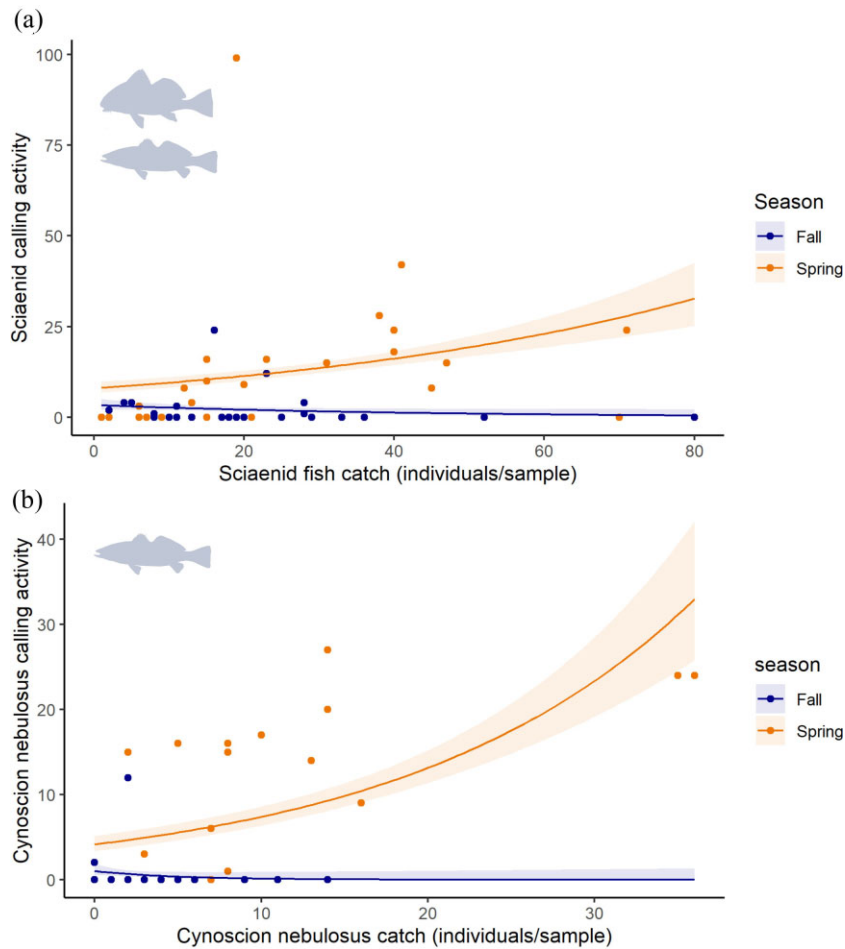 (a)
Sciaenid calling activity
100
75
50
25
0
0
20
40
60
80
Sciaenid fish catch (individuals/sample)
Season
Fall
Spring
(b)
Cynoscion nebulosus calling activity
40
30
20
10
0
0
10
20
30
Cynoscion nebulosus catch (individuals/sample)
season
Fall
Spring